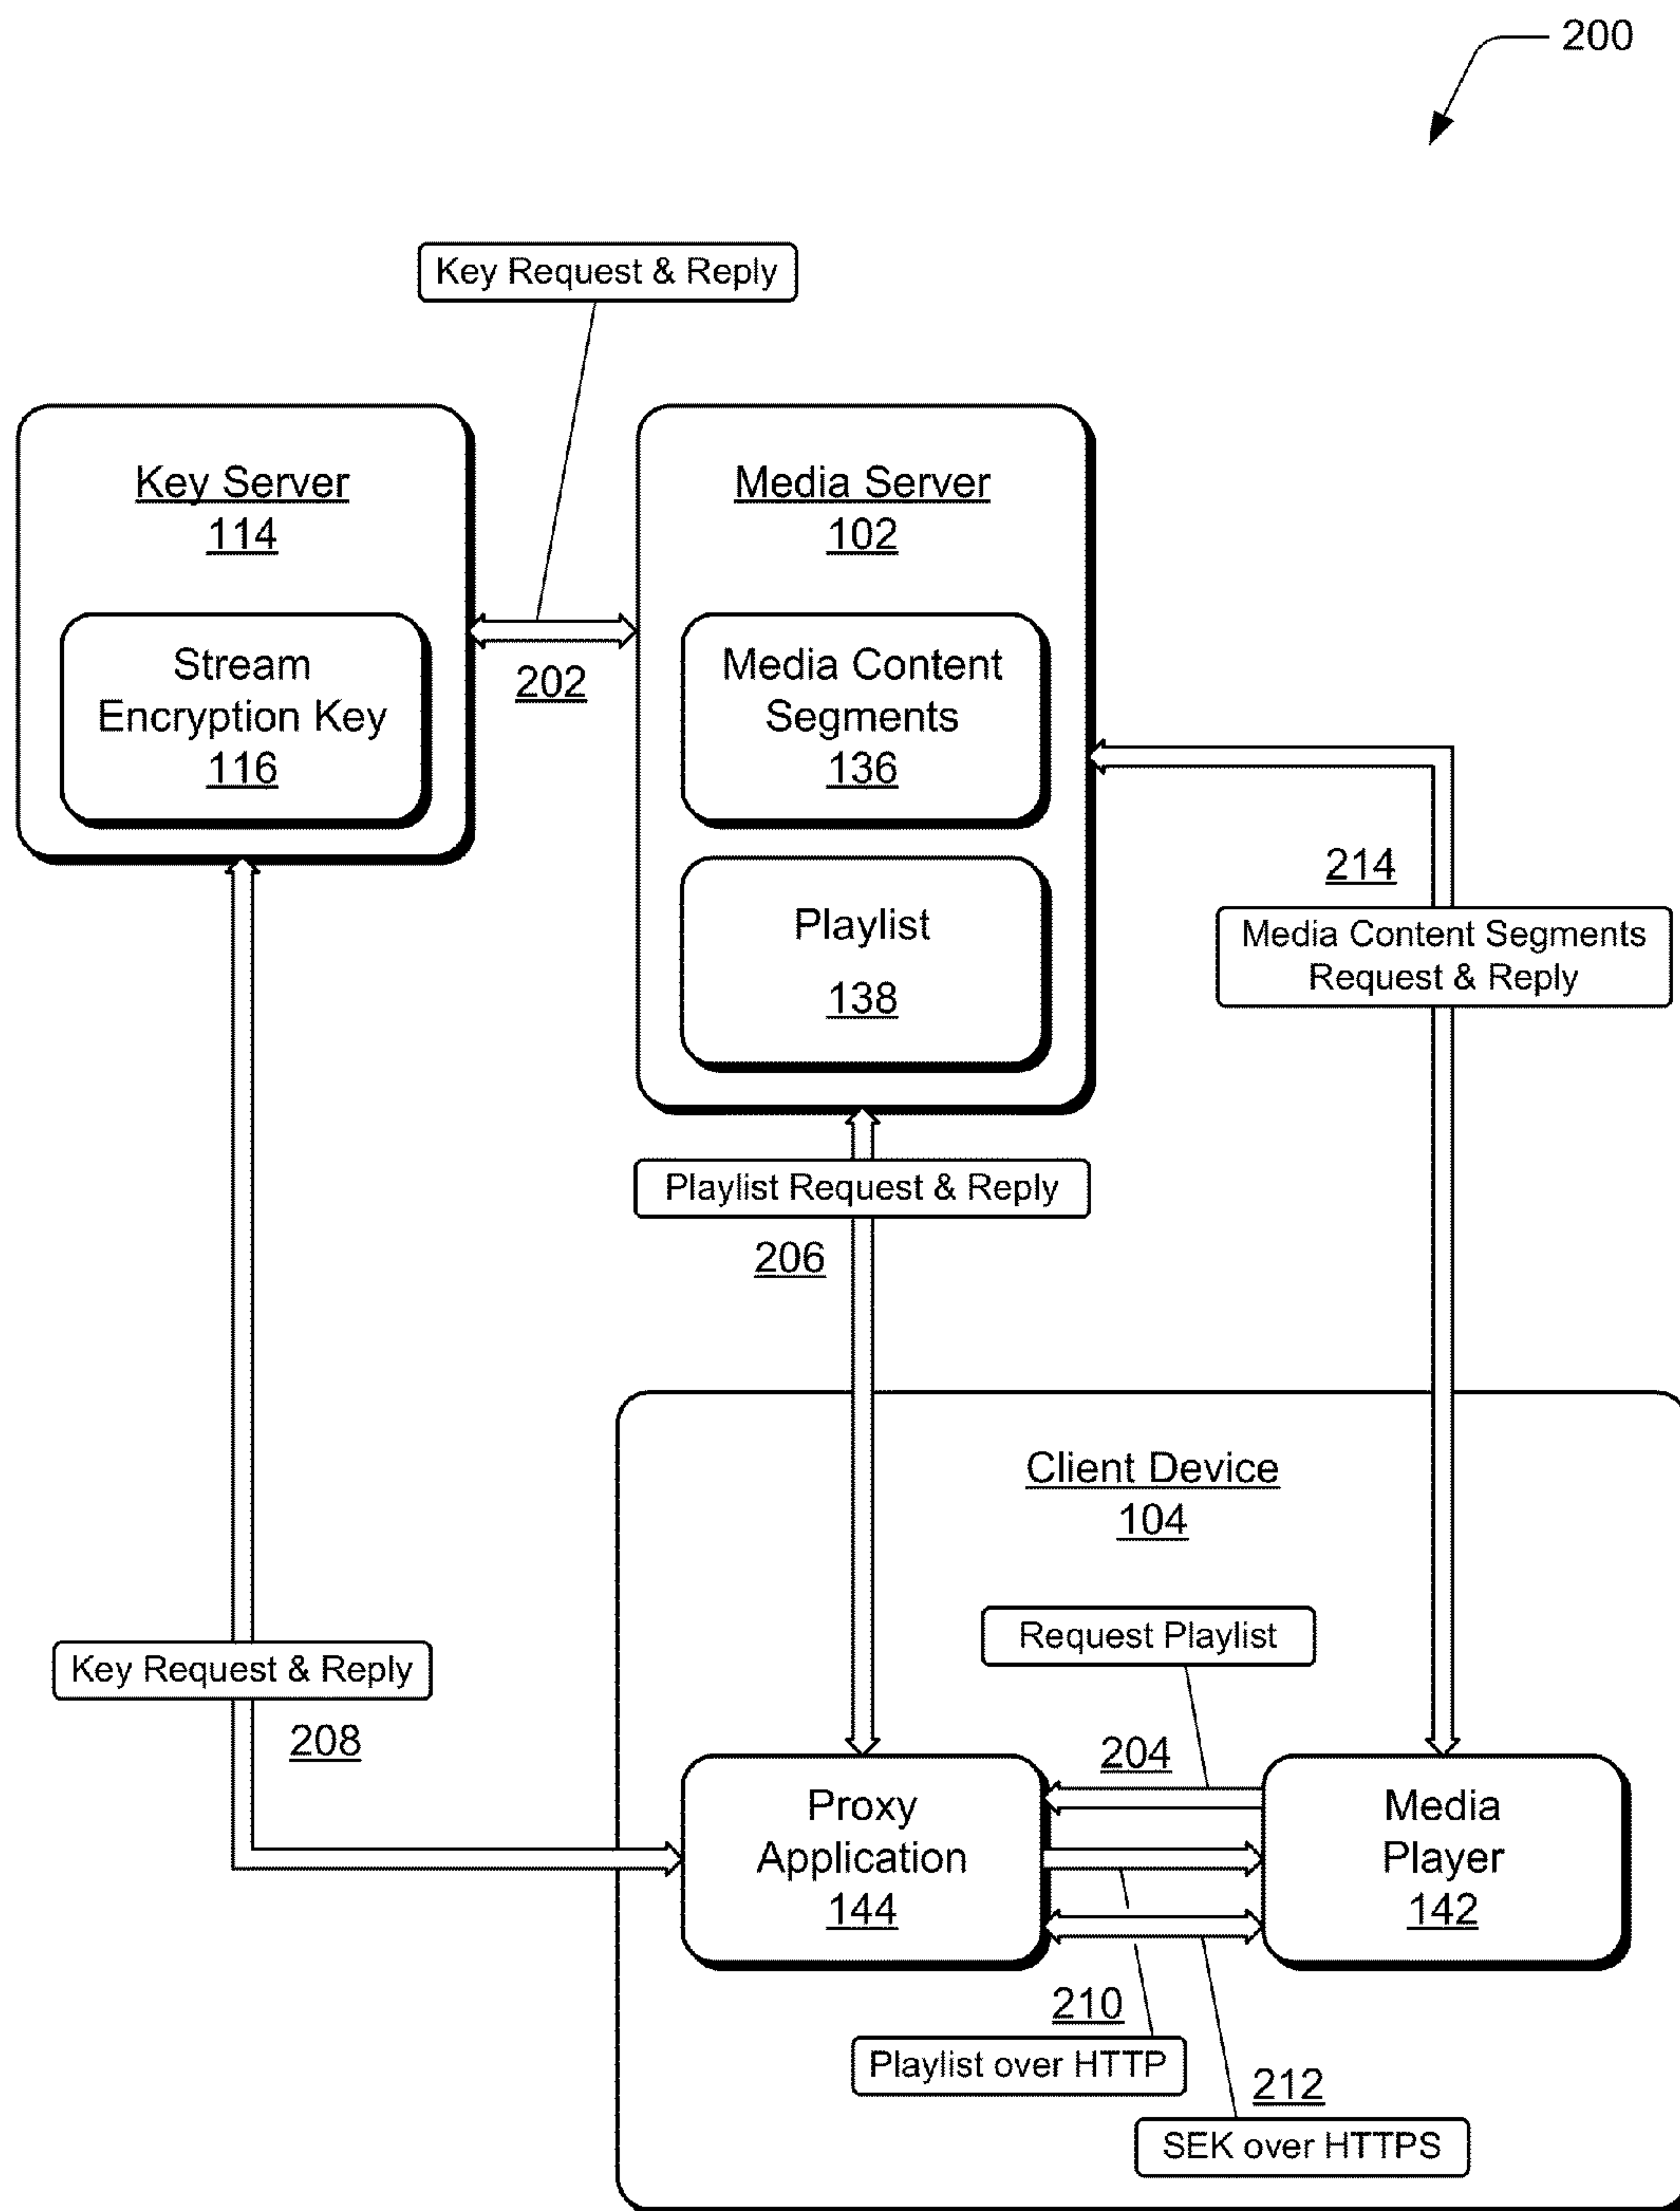 200
Key Request & Reply
Key Server
114
Stream
Encryption Key
116
202
Media Server
102
Media Content
Segments
136
Playlist
138
214
Media Content Segments
Request & Reply
Playlist Request & Reply
206
Client Device
104
Request Playlist
Key Request & Reply
208
204
Proxy
Application
144
Media
Player
142
210
Playlist over HTTP
212
SEK over HTTPS